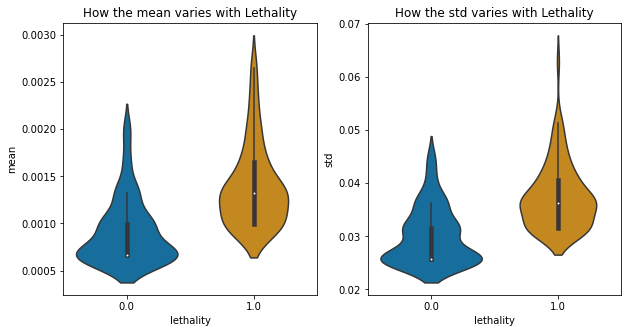 How the mean varies with Lethality
0.0030
0.0025
0.0020
0.0015
0.0010
0.0005
mean
0.0
1.0
lethality
How the std varies with Lethality
0.07
0.06
0.05
0.04
0.03
0.02
std
0.0
1.0
lethality